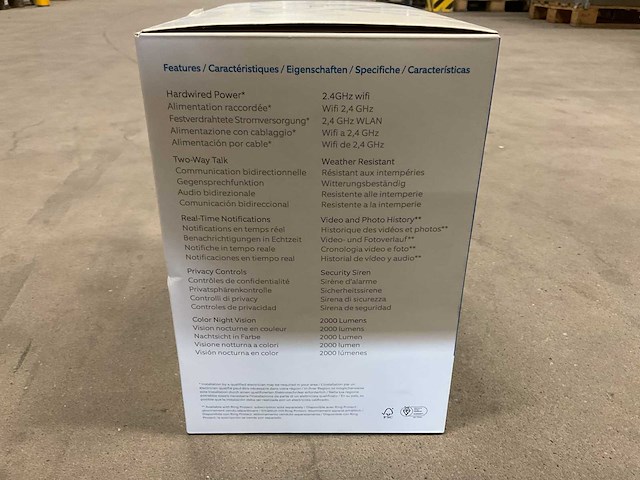 Features / Caractéristiques / Eigenschaften / Specifiche / Características
Hardwired Power*
Alimentation raccordée*
Festverdrahtete Stromversorgung*
Alimentazione con cablaggio*
Alimentación por cable*
2.4GHz wifi
Wifi 2,4 GHz
2,4 GHz WLAN
Wifi a 2,4 GHz
Wifi de 2,4 GHz
Two-Way Talk
Communication bidirectionnelle
Gegensprechfunktion
Audio bidirezionale
Comunicación bidireccional
Weather Resistant
Résistant aux intempéries
Witterungsbeständig
Resistente alle intemperie
Resistente a la intemperie
Real-Time Notifications
Notifications en temps réel
Benachrichtigungen in Echtzeit
Notifiche in tempo reale
Notificaciones en tiempo real
Video and Photo History**
Historique des vidéos et photos**
Video- und Fotoverlauf**
Cronologia video e foto**
Historial de vídeo y audio**
Privacy Controls
Contrôles de confidentialité
Privatsphärenkontrolle
Controlli di privacy
Controles de privacidad
Security Siren
Sirène d'alarme
Sicherheitssirene
Sirena di sicurezza
Sirena de seguridad
Color Night Vision
Vision nocturne en couleur
Nachtsicht in Farbe
Visione notturna a colori
Visión nocturna en color
2000 Lumens
2000 lumens
2000 Lumen
2000 lumen
2000 lúmenes